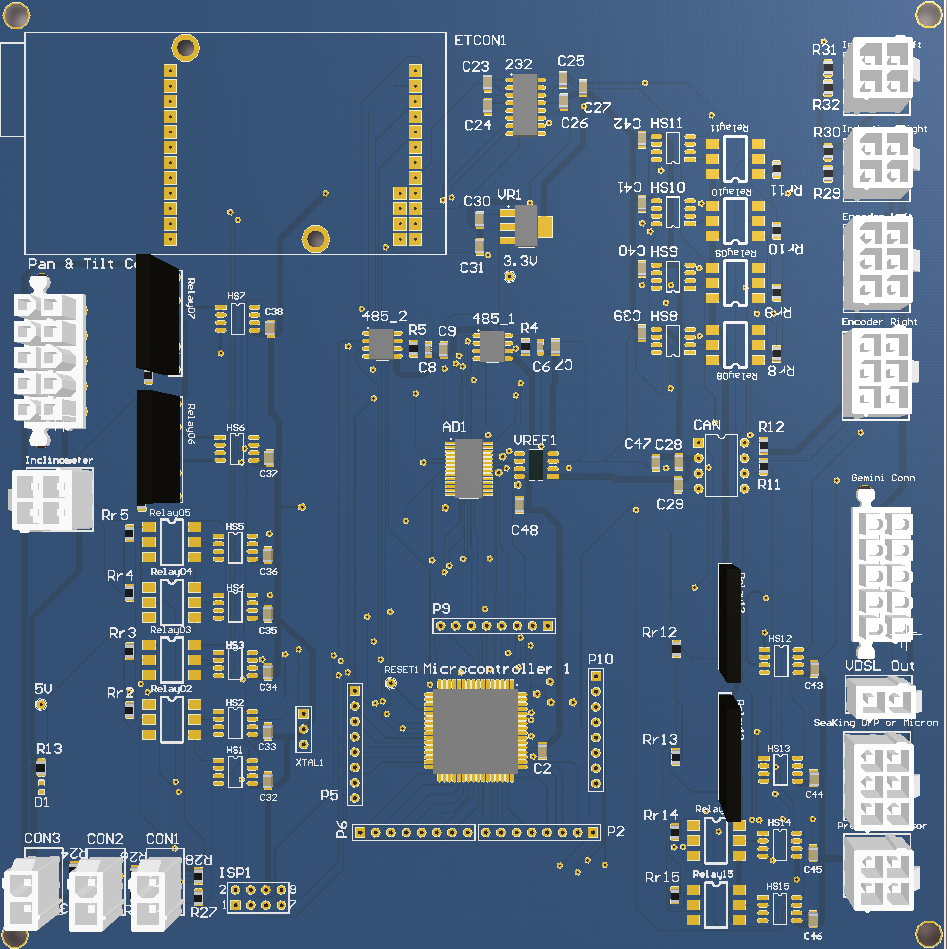 ETCON1
C23
232
C25
C24
C26
C27
R31
R32
C42
HS11
Relay11
Rr11
R30
R29
C41
HS10
Relay10
Rr10
C30
VR1
C31
3.3V
Encoder Left
C40
HS9
Relay09
Rr9
Pan & Tilt
Relay07
HS7
C38
485_2
R5
C9
C8
485_1
R4
C6
C7
C39
HS8
Relay08
Rr8
Encoder Right
Relay06
HS6
C37
AD1
VREF1
C48
CAN
C47
C28
C29
R12
R11
Inclinometer
Gemini Conn
Rr5
Relay05
HS5
C36
Rr4
Relay04
HS4
C35
Rr3
Relay03
HS3
C34
Rr2
Relay02
HS2
C33
HS1
C32
P9
RESET1
Microcontroller 1
P10
Rr12
HS12
C43
VDSL Out
SeaKing D/P or Micron
5V
R13
D1
XTAL1
C2
P5
P6
P2
Rr13
HS13
C44
Rr14
HS14
C45
Rr15
Relay15
HS15
C46
CON3
CON2
CON1
R28
R27
ISP1
2
8
1
7